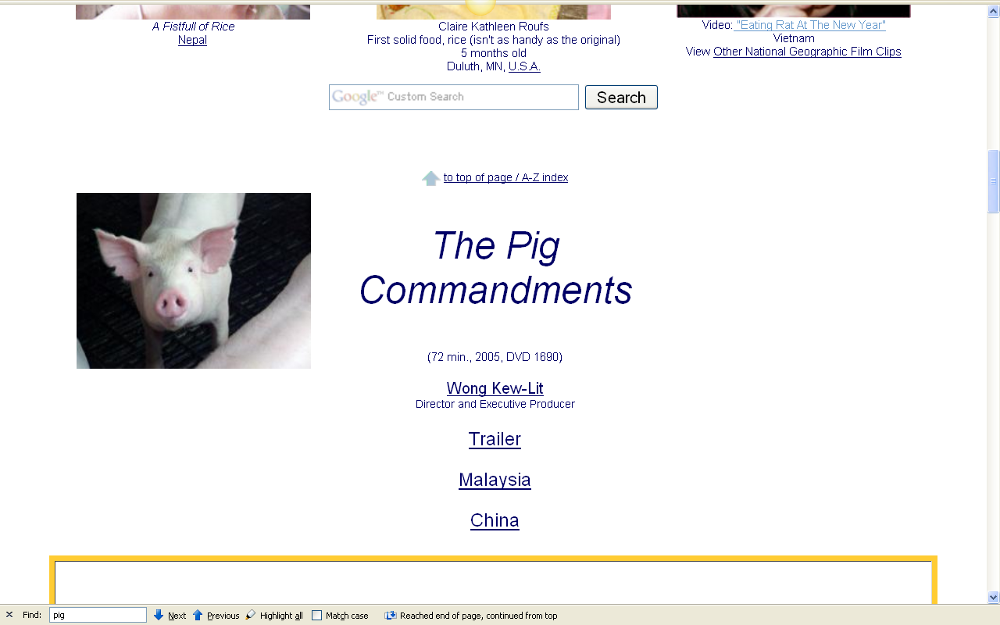 A Fistfull of Rice
Nepal
Claire Kathleen Roufs
First solid food, rice (isn't as handy as the original)
5 months old
Duluth, MN, U.S.A.
Video: "Eating Rat At The New Year"
Vietnam
View Other National Geographic Film Clips
Google™ Custom Search
Search
to top of page / A-Z index
The Pig
Commandments
(72 min., 2005, DVD 1690)
Wong Kew-Lit
Director and Executive Producer
Trailer
Malaysia
China
Find: pig Next Previous Highlight all Match case Reached end of page, continued from top